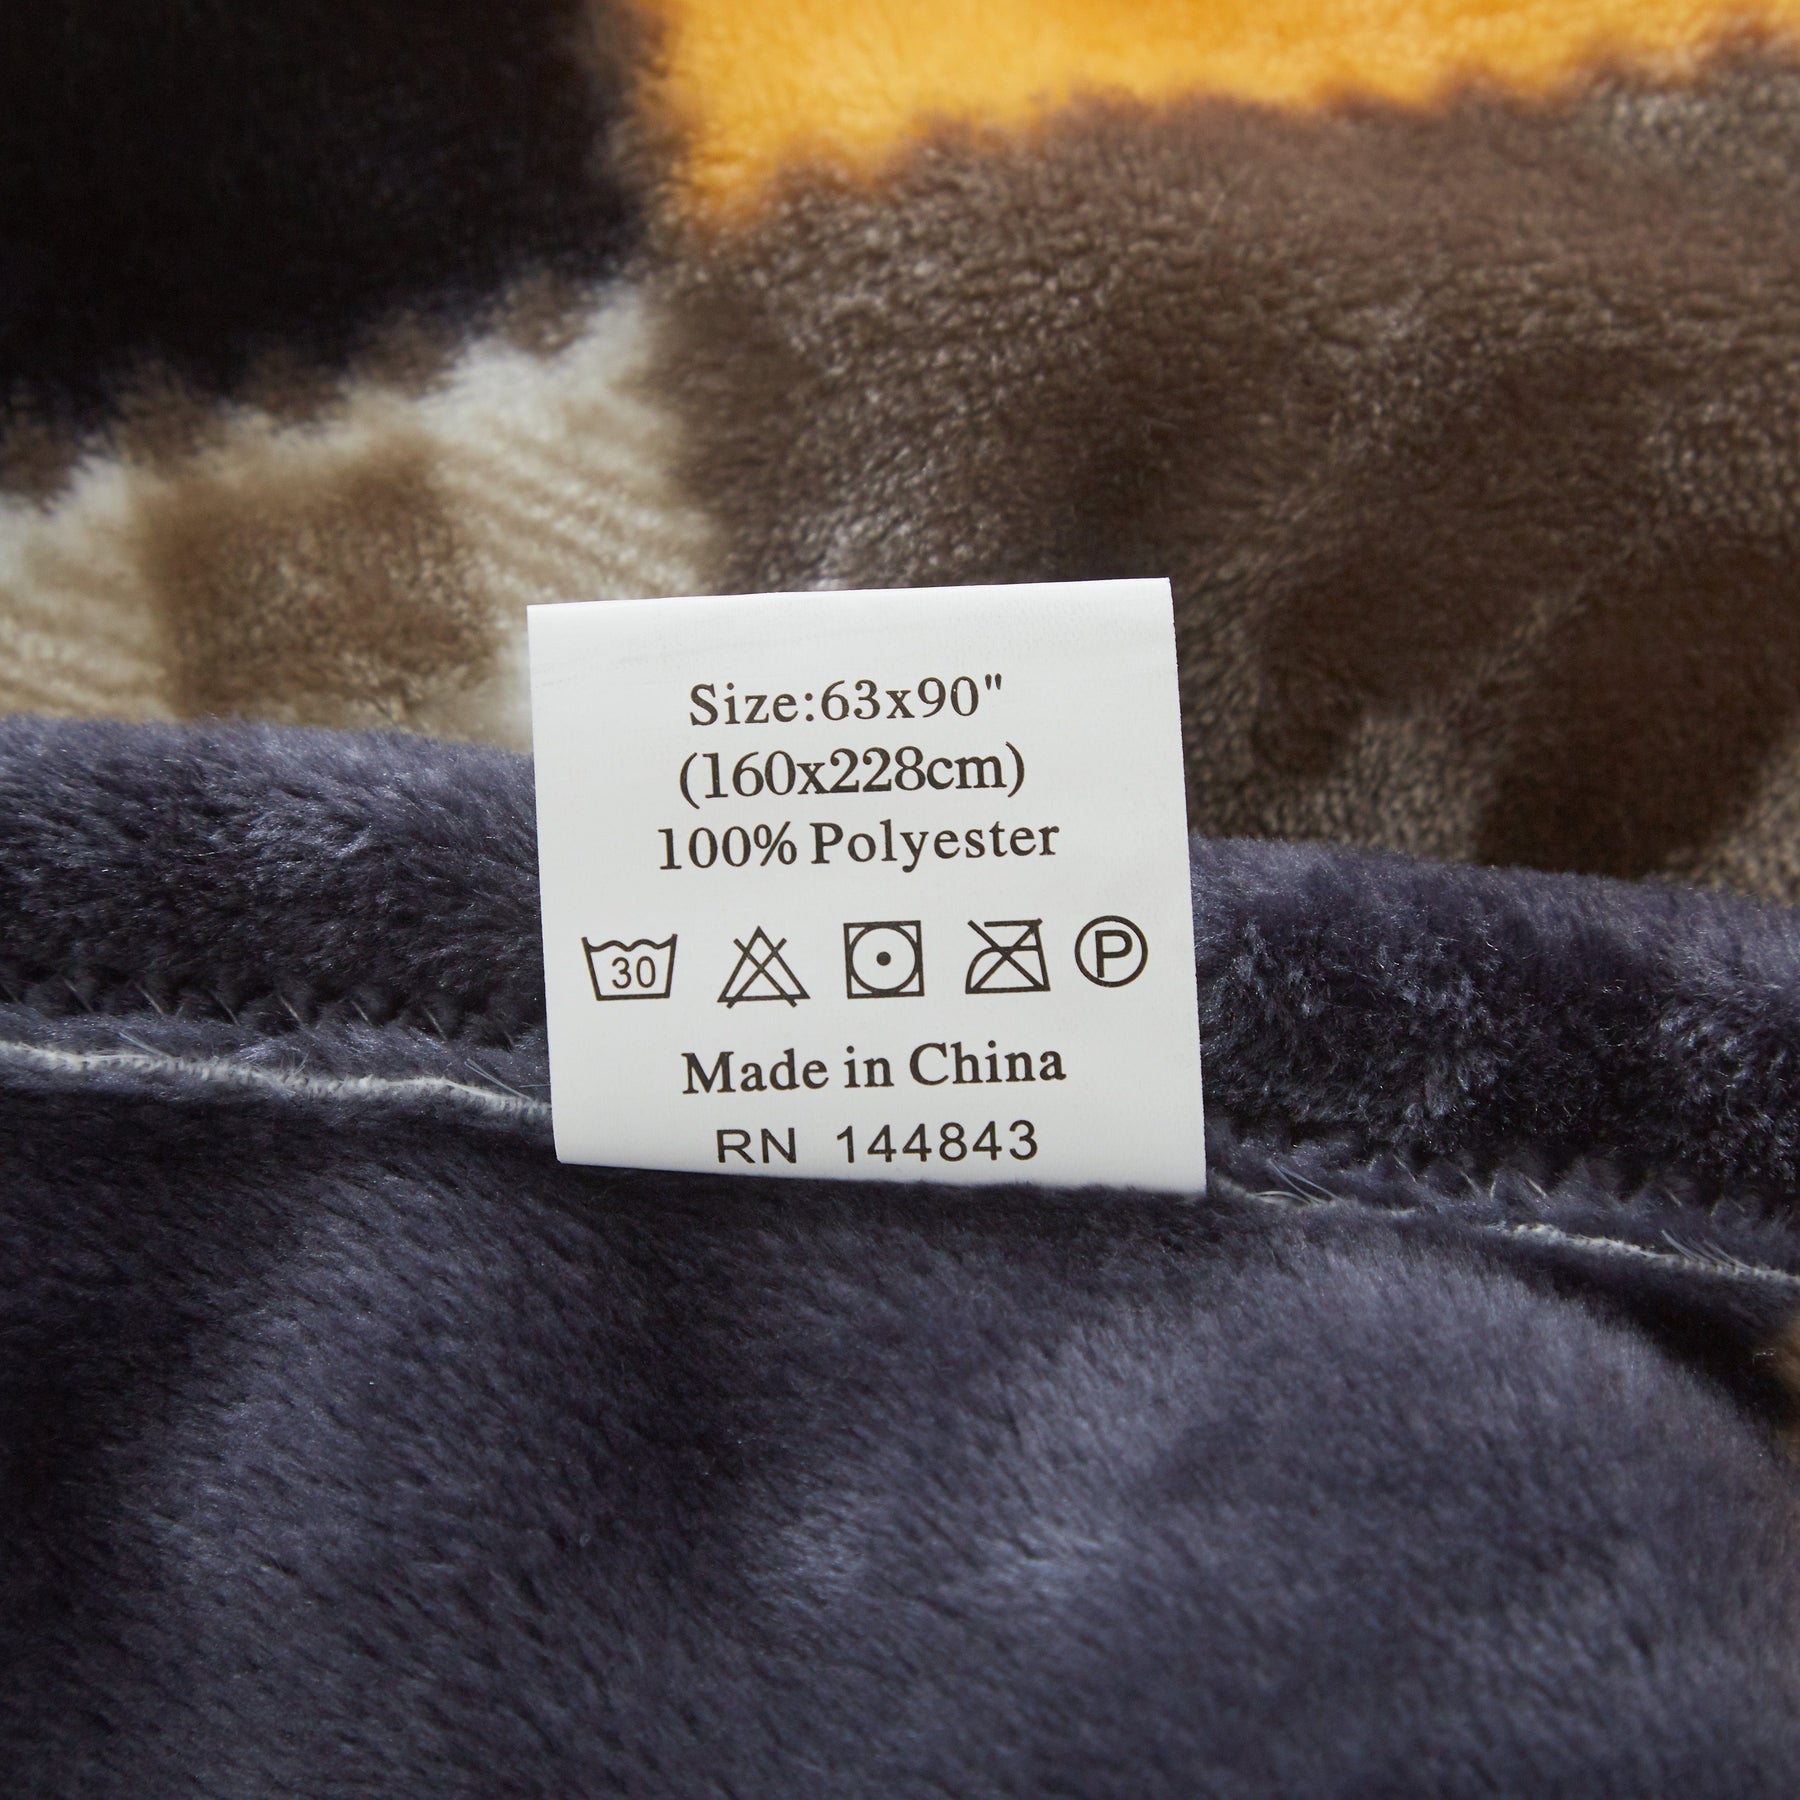 Size:63x90"
(160x228cm)
100% Polyester
30 P
Made in China
RN 144843